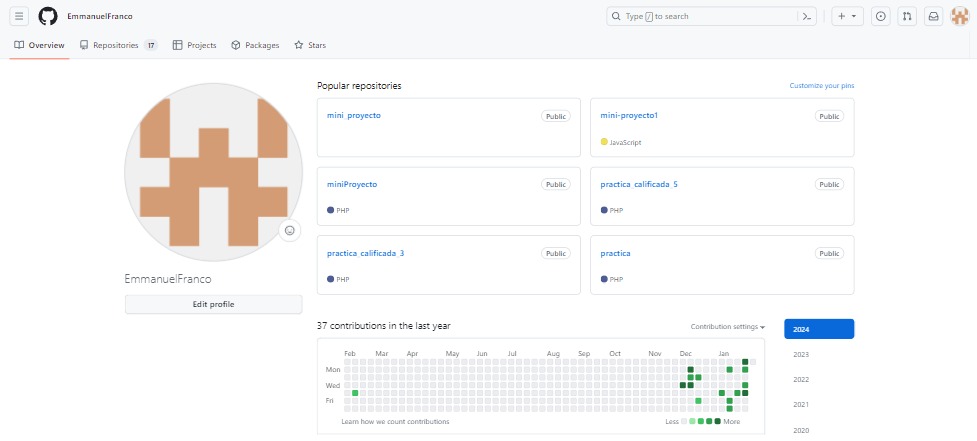 EmmanuelFranco
Type / to search
Overview Repositories 17 Projects Packages Stars
Popular repositories Customize your pins
mini_proyecto Public
mini-proyecto1 Public
JavaScript
miniProyecto Public
PHP
practica_calificada_5 Public
PHP
practica_calificada_3 Public
PHP
practica Public
PHP
EmmanuelFranco
Edit profile
37 contributions in the last year Contribution settings
2024
2023
2022
2021
2020
Feb Mar Apr May Jun Jul Aug Sep Oct Nov Dec Jan
Mon
Wed
Fri
Learn how we count contributions Less More